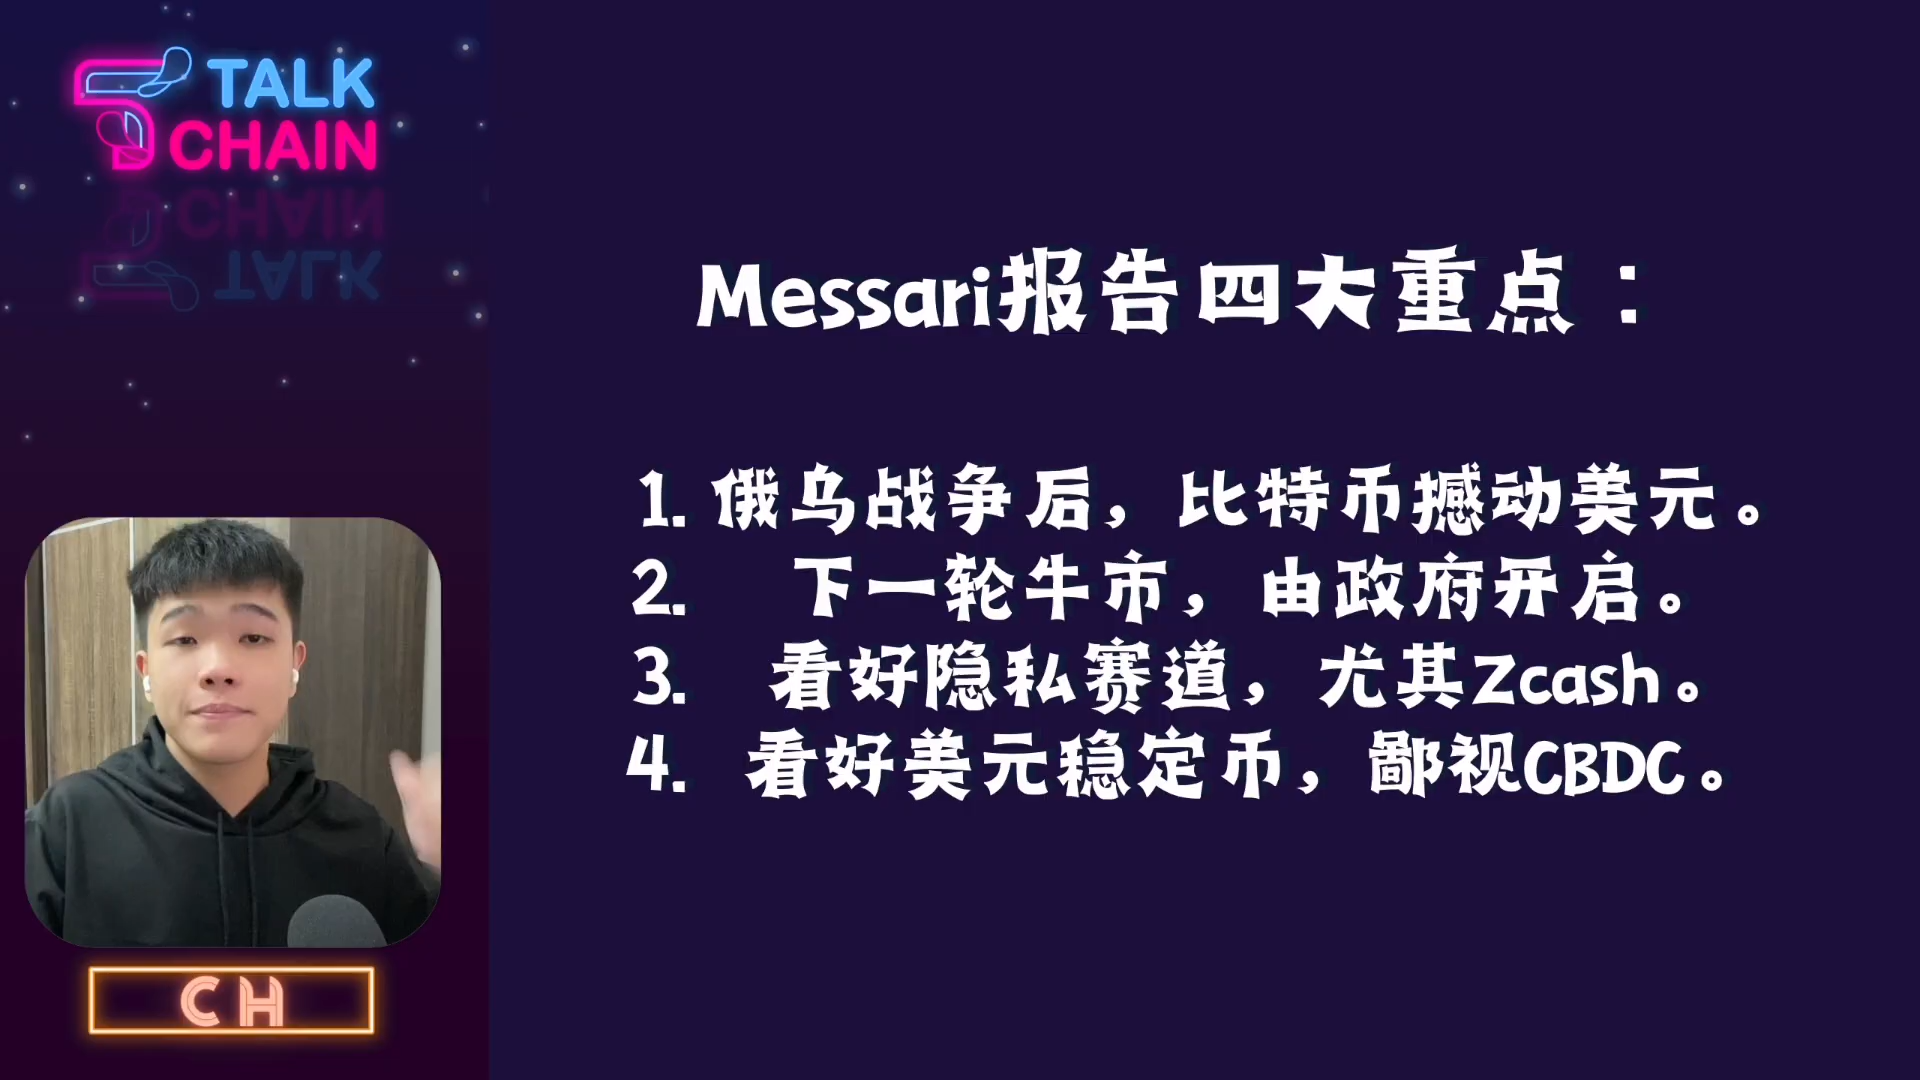 TALK
CHAIN
Messari报告四大重点：
1. 俄乌战争后，比特币撼动美元。
2. 下一轮牛市，由政府开启。
3. 看好隐私赛道，尤其Zcash。
4. 看好美元稳定币，鄙视CBDC。
CH